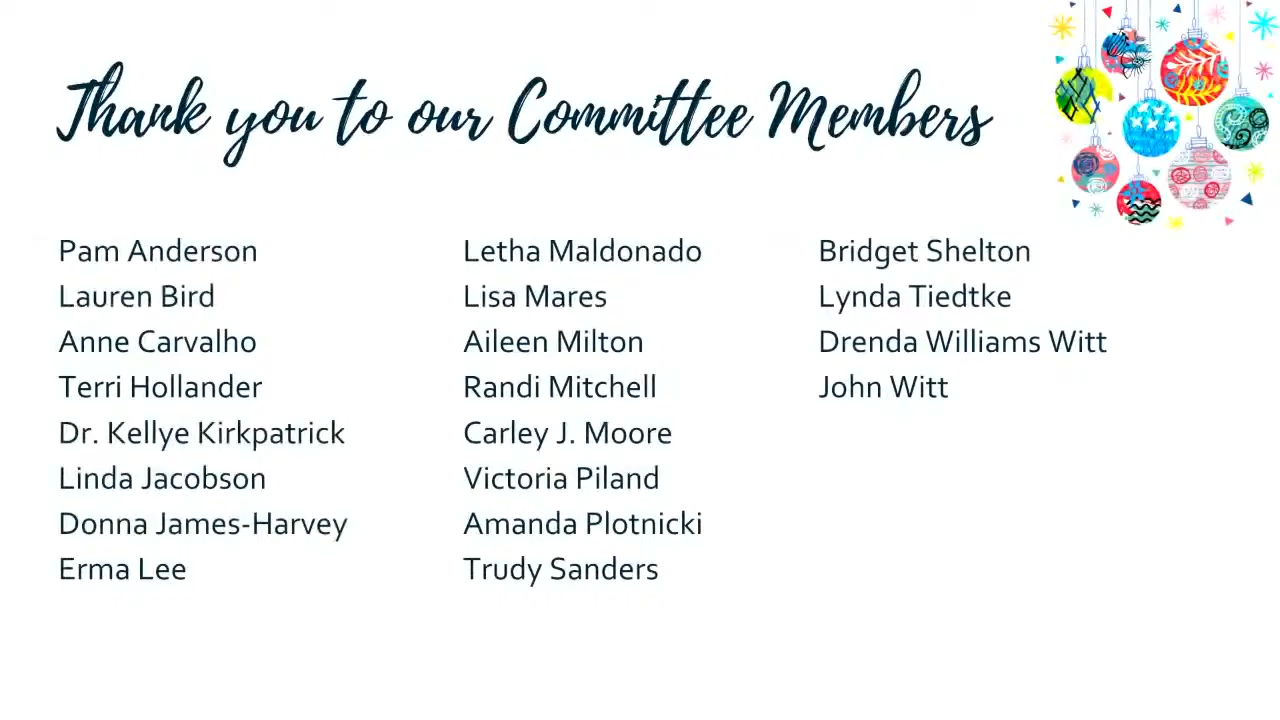 Thank you to our Committee Members
Pam Anderson
Lauren Bird
Anne Carvalho
Terri Hollander
Dr. Kellye Kirkpatrick
Linda Jacobson
Donna James-Harvey
Erma Lee
Letha Maldonado
Lisa Mares
Aileen Milton
Randi Mitchell
Carley J. Moore
Victoria Piland
Amanda Plotnicki
Trudy Sanders
Bridget Shelton
Lynda Tiedtke
Drenda Williams Witt
John Witt